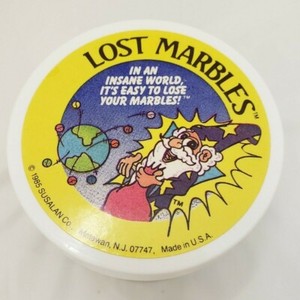 LOST MARBLES™
IN AN
INSANE WORLD,
IT'S EASY TO LOSE
YOUR MARBLES!™
TM
© 1985 SUSALAN Co., N.J. 07747, Made in U.S.A.